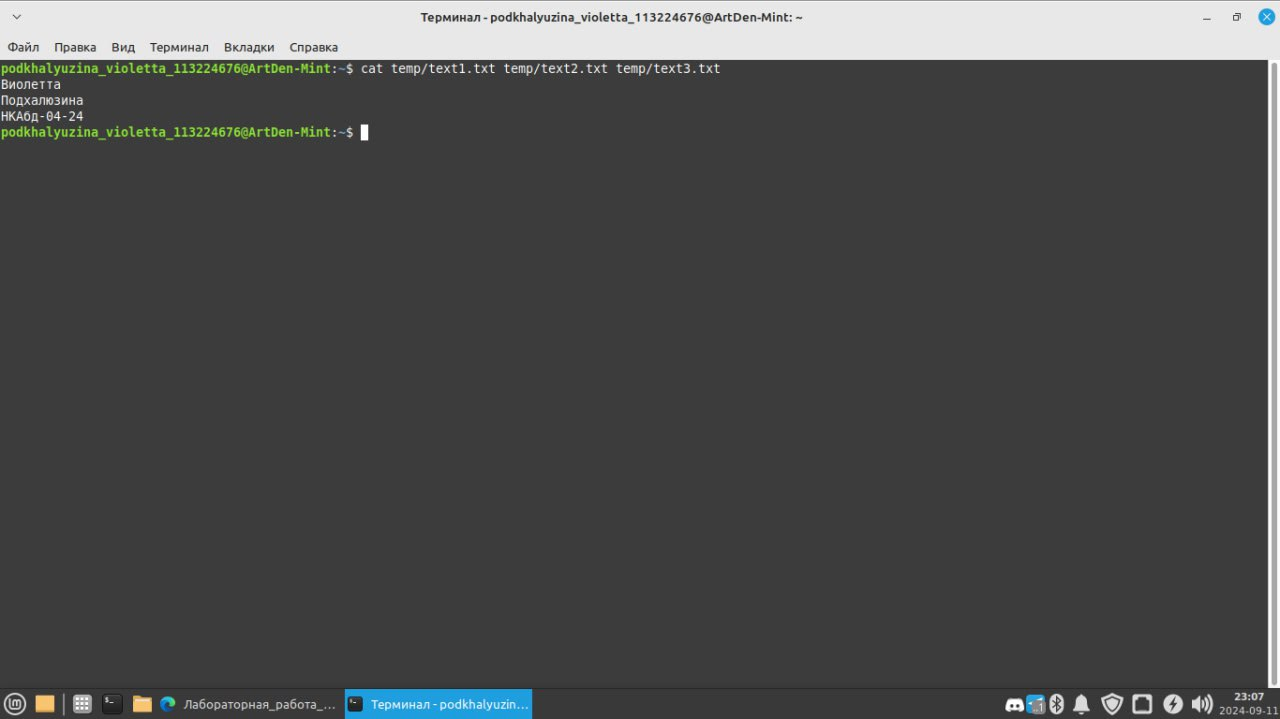 Терминал - podkhalyuzina_violetta_113224676@ArtDen-Mint: ~
Файл Правка Вид Терминал Вкладки Справка
podkhalyuzina_violetta_113224676@ArtDen-Mint:~$ cat temp/text1.txt temp/text2.txt temp/text3.txt
Виолетта
Подхалюзина
НКАбд-04-24
podkhalyuzina_violetta_113224676@ArtDen-Mint:~$
Лабораторная_работа_... Терминал - podkhalyuzin... 23:07
2024-09-11